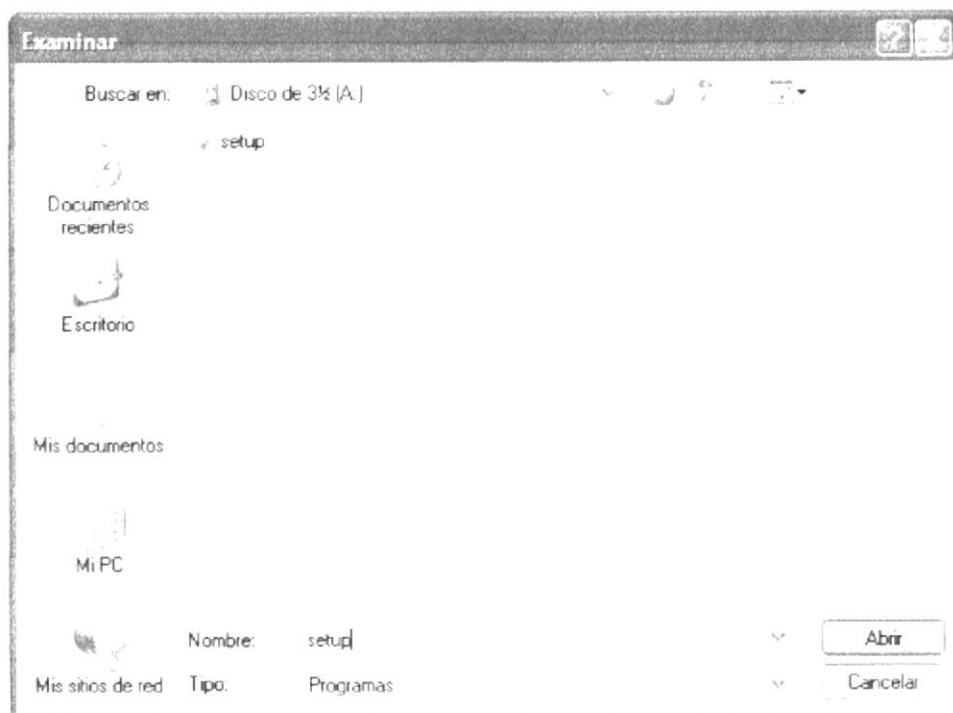 Examinar
Buscar en: Disco de 3½ (A:)
setup
Documentos
recientes
Escritorio
Mis documentos
Mi PC
Nombre: setup
Abrir
Mis sitios de red Tipo: Programas
Cancelar